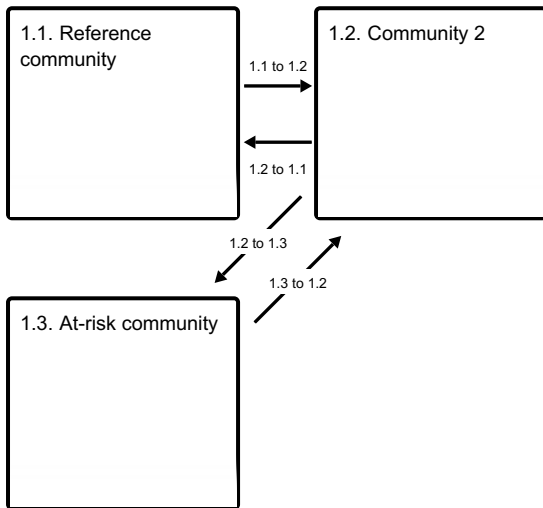 1.1. Reference
community
1.2. Community 2
1.1 to 1.2
1.2 to 1.1
1.2 to 1.3
1.3 to 1.2
1.3. At-risk community